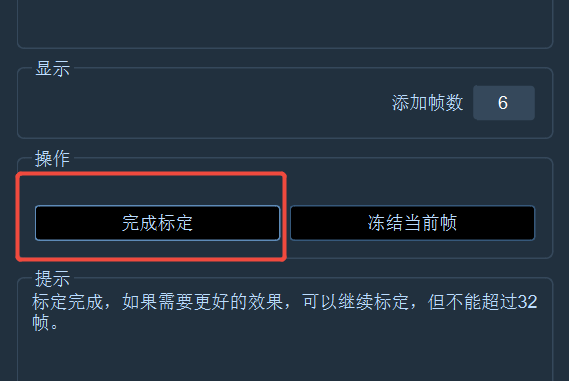 显示
添加帧数 6
操作
完成标定 冻结当前帧
提示
标定完成，如果需要更好的效果，可以继续标定，但不能超过32
帧。